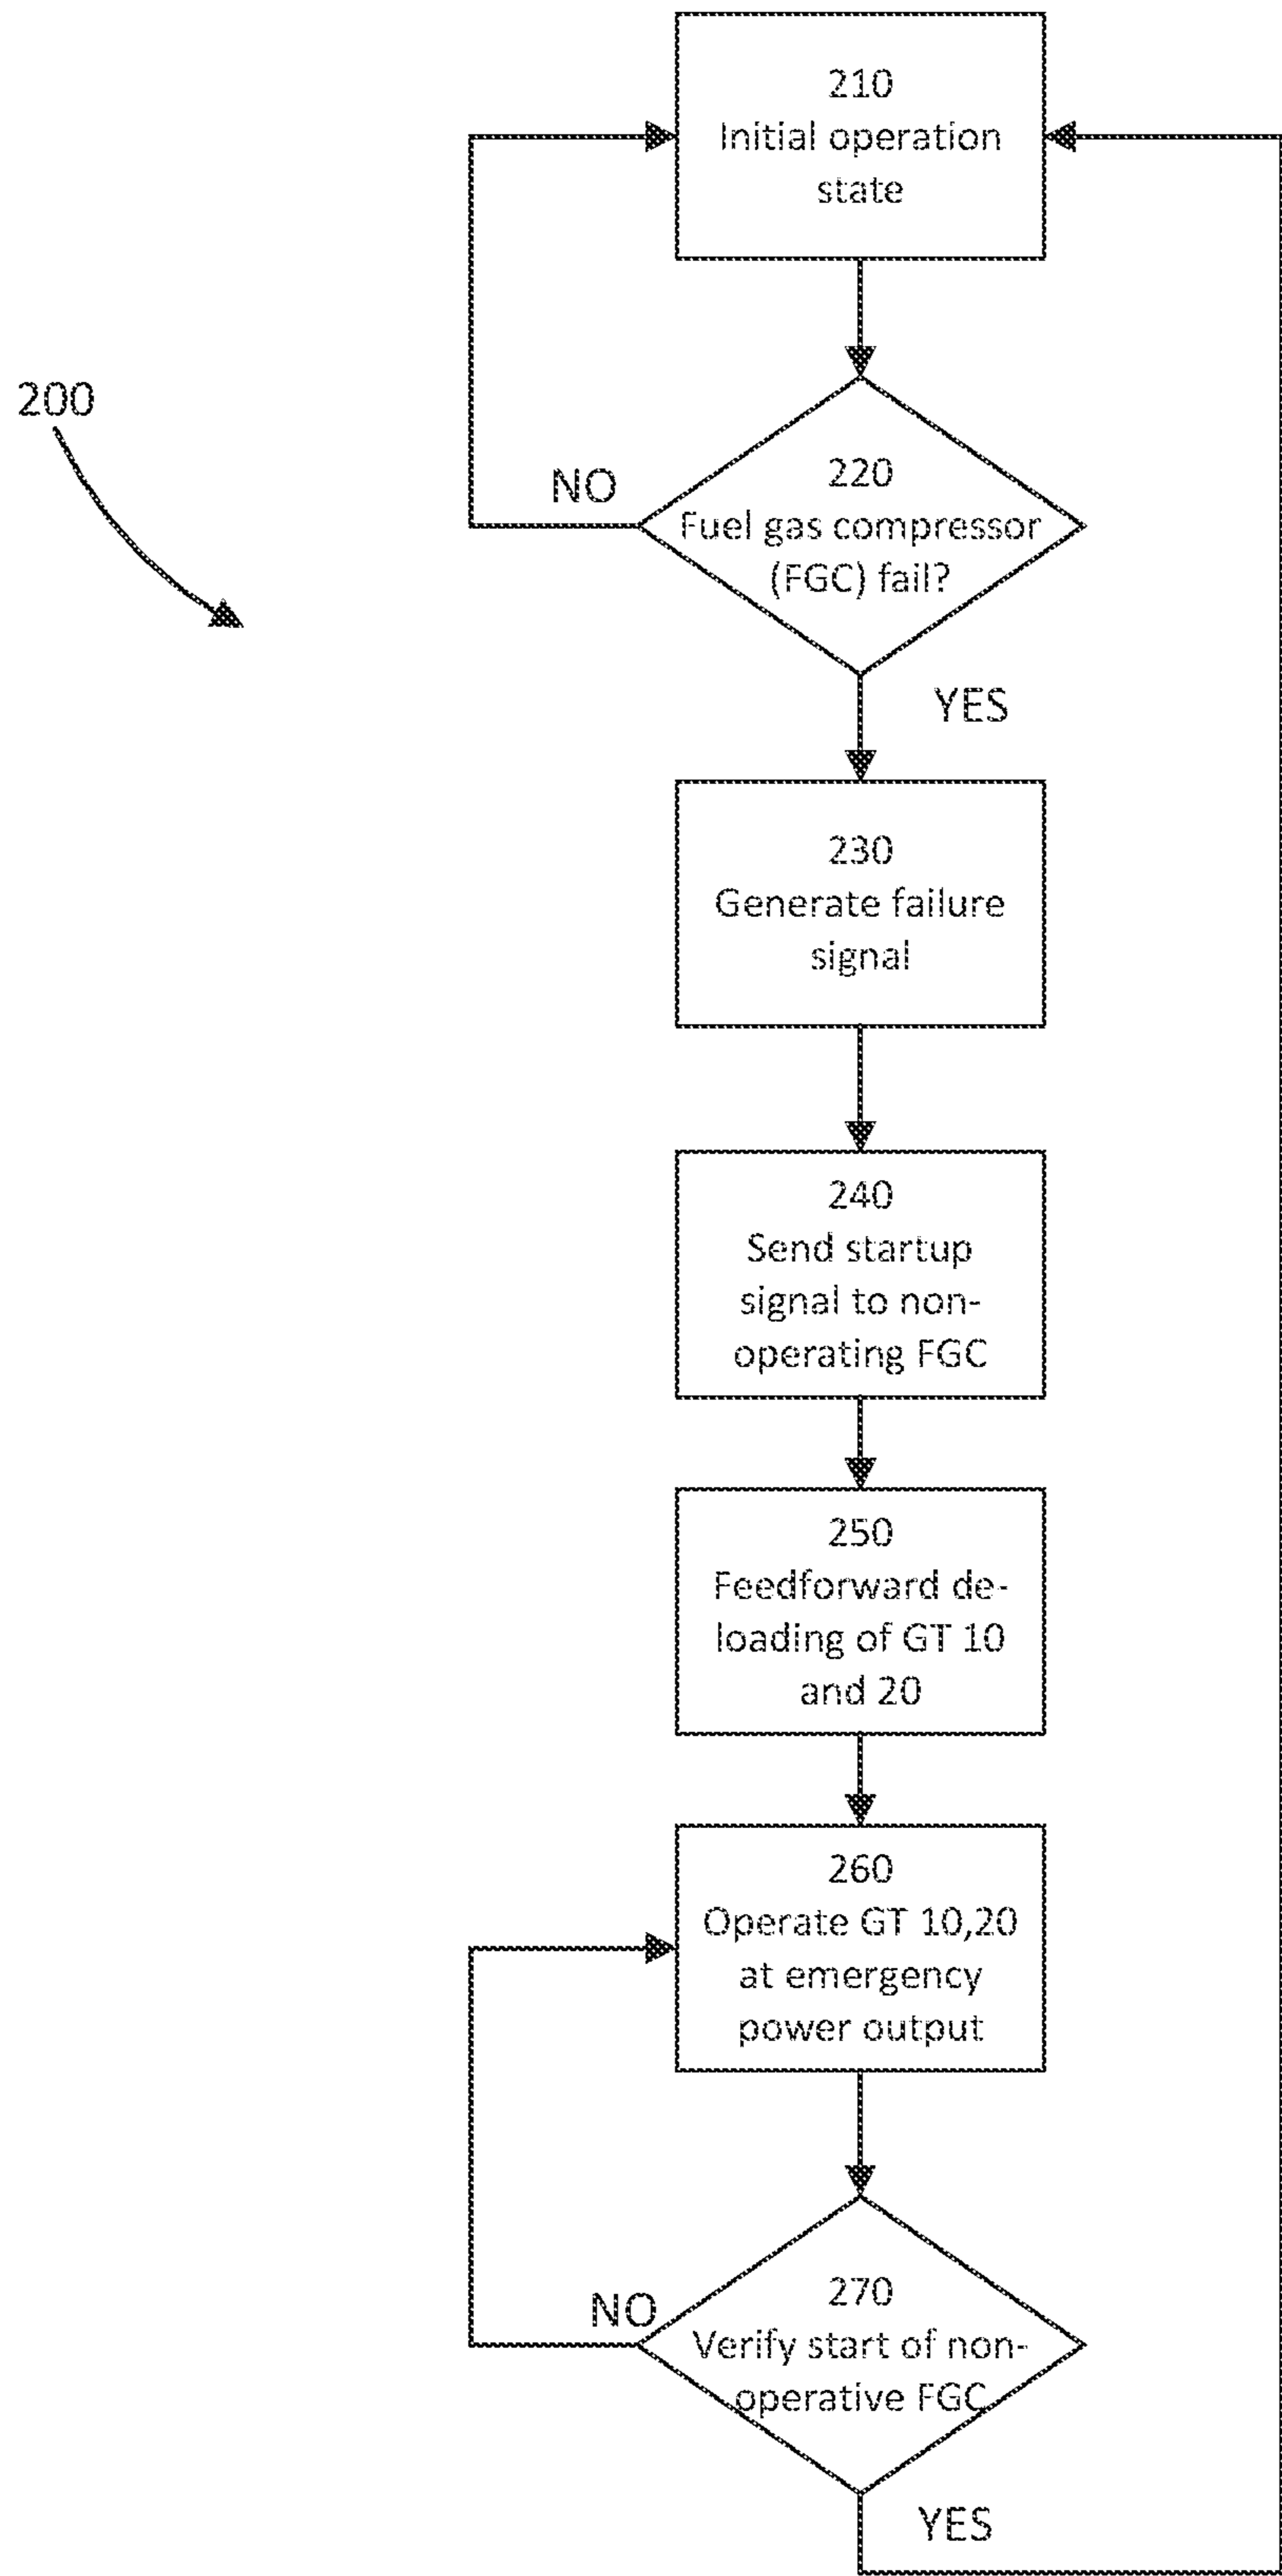 210
Initial operation
state
200
220
NO
Fuel gas compressor
(FGC) fail?
YES
230
Generate failure
signal
240
Send startup
signal to non-
operating FGC
250
Feedforward de-
loading of GT 10
and 20
260
Operate GT 10,20
at emergency
power output
270
NO
Verify start of non-
operative FGC
YES